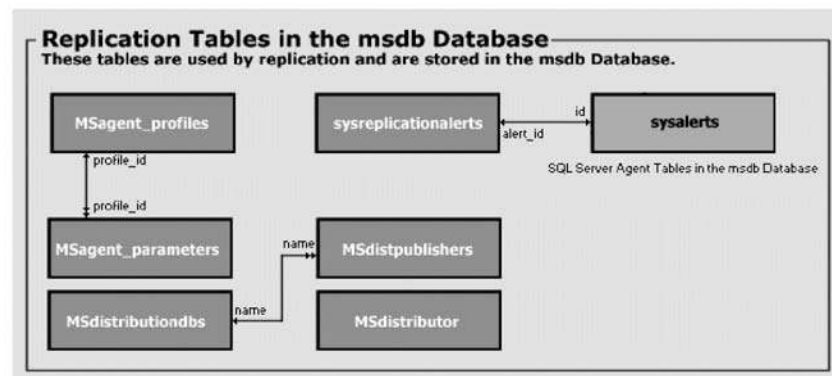 Replication Tables in the msdb Database
These tables are used by replication and are stored in the msdb Database.
MSagent_profiles
sysreplicationalerts
id
sysalerts
alert_id
profile_id
SQL Server Agent Tables in the msdb Database
profile_id
MSagent_parameters
name
MSdistpublishers
MSdistributiondbs
name
MSdistributor